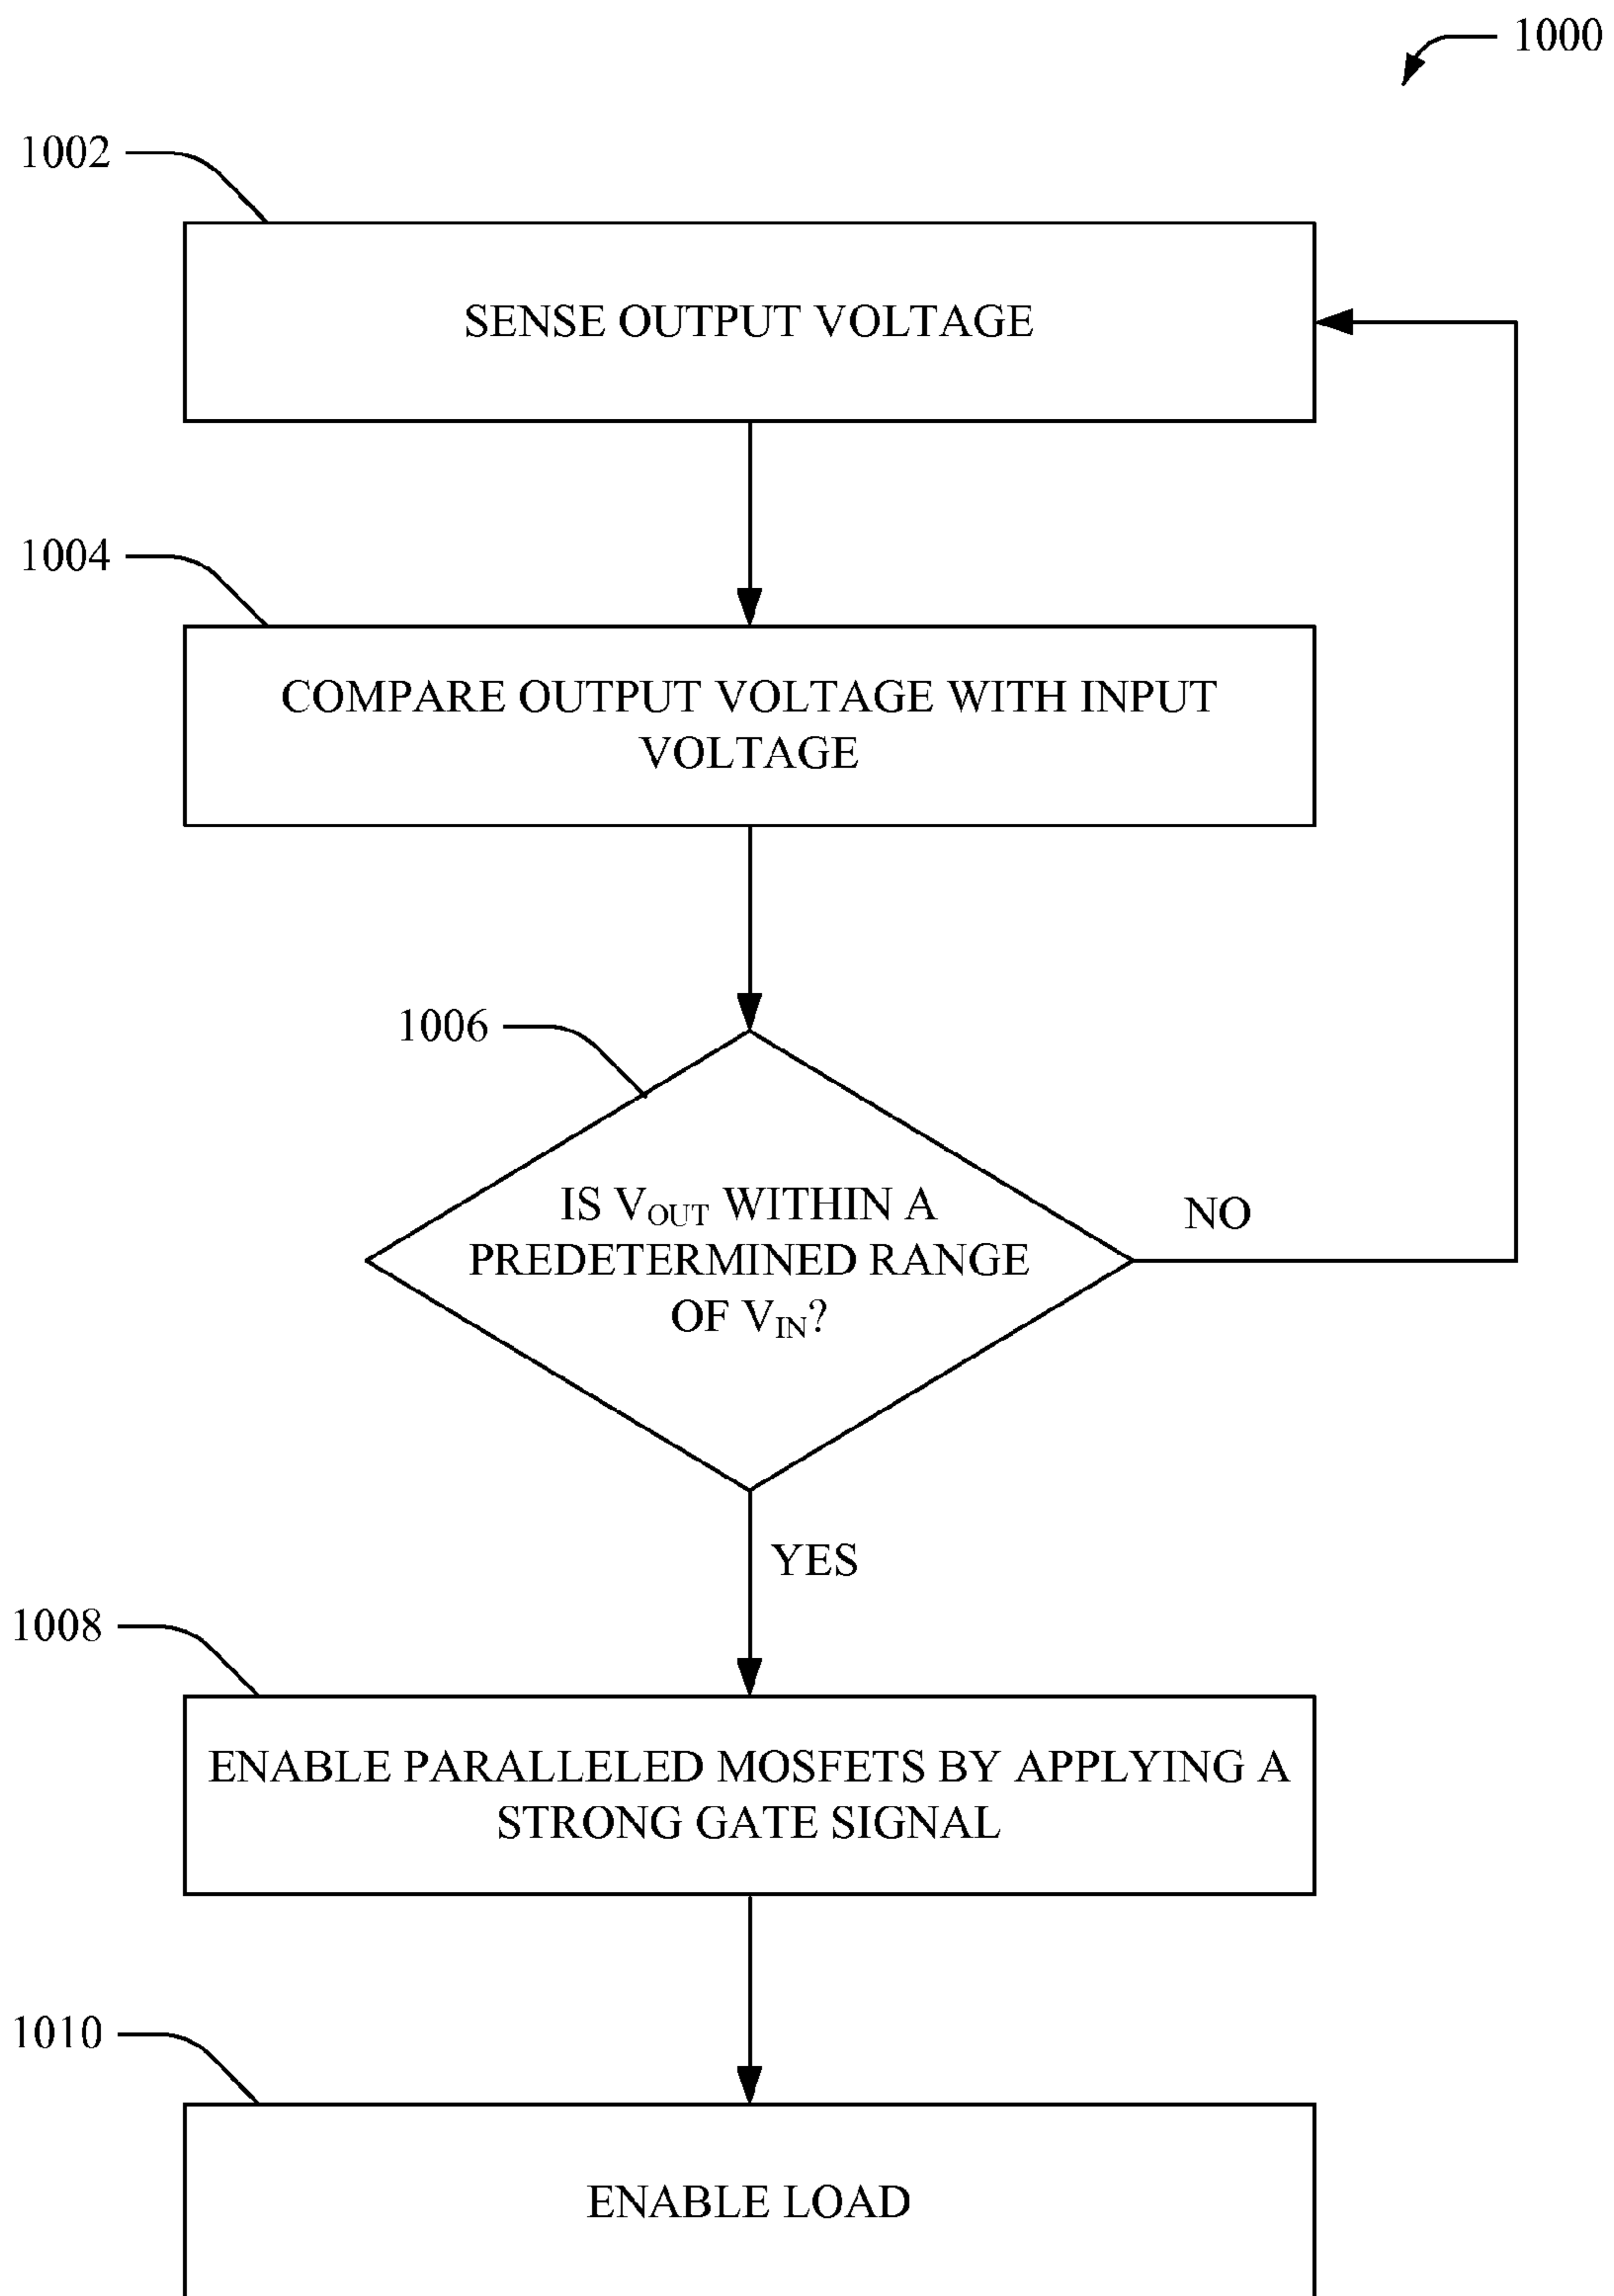 1000
1002
SENSE OUTPUT VOLTAGE
1004
COMPARE OUTPUT VOLTAGE WITH INPUT
VOLTAGE
1006
IS VOUT WITHIN A
PREDETERMINED RANGE
OF VIN?
NO
YES
1008
ENABLE PARALLELED MOSFETS BY APPLYING A
STRONG GATE SIGNAL
1010
ENABLE LOAD